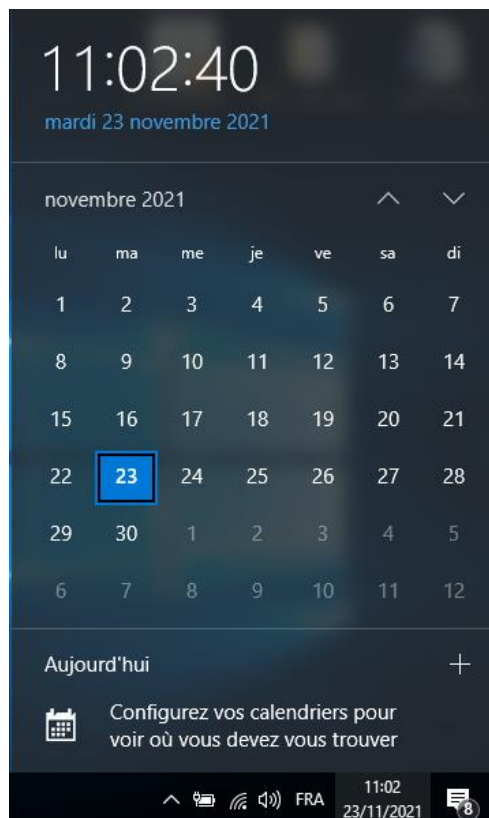 11:02:40
mardi 23 novembre 2021
novembre 2021
lu ma me je ve sa di
1 2 3 4 5 6 7
8 9 10 11 12 13 14
15 16 17 18 19 20 21
22 23 24 25 26 27 28
29 30 1 2 3 4 5
6 7 8 9 10 11 12
Aujourd'hui
Configurez vos calendriers pour
voir où vous devez vous trouver
FRA
11:02
23/11/2021
8